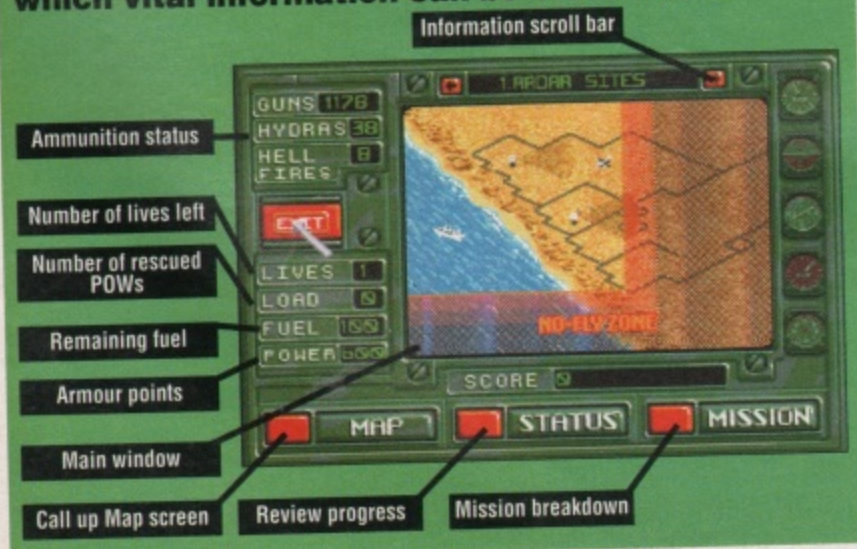 which vital information can
Information scroll bar
1.RADAR SITES
GUNS 1178
HYDRAS 38
HELL FIRES 8
Ammunition status
EXIT
Number of lives left
LIVES 1
Number of rescued
POWs
LOAD 0
FUEL 100
Remaining fuel
POWER 600
NO-FLY ZONE
Armour points
SCORE 0
MAP
STATUS
MISSION
Main window
Call up Map screen
Review progress
Mission breakdown